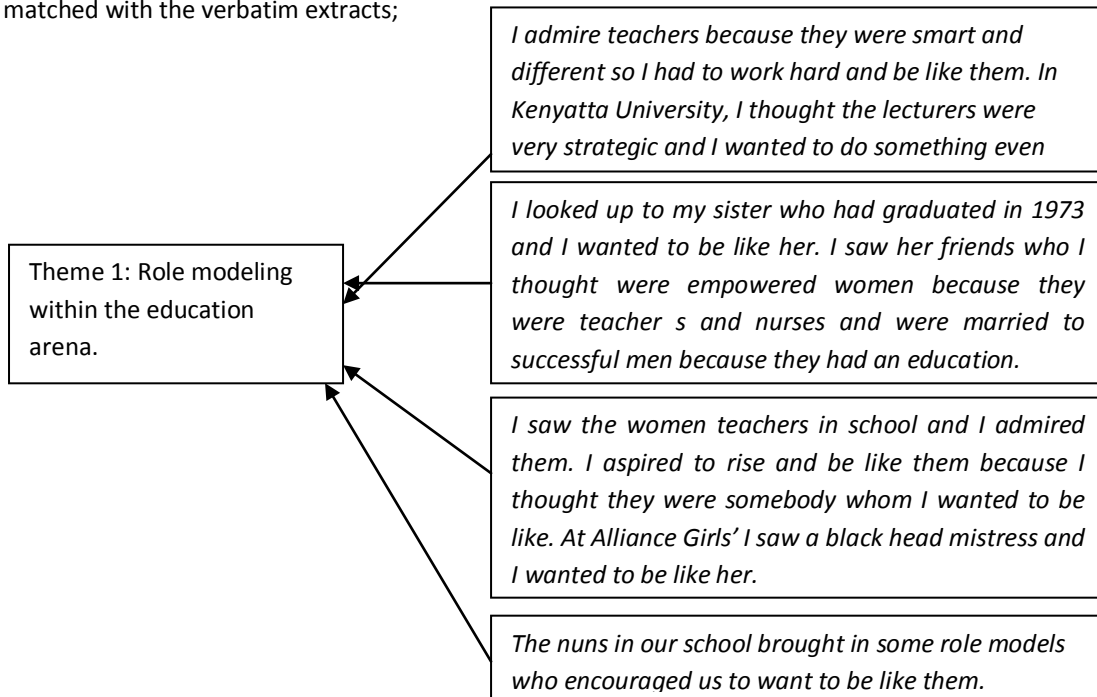 matched with the verbatim extracts;
I admire teachers because they were smart and
different so I had to work hard and be like them. In
Kenyatta University, I thought the lecturers were
very strategic and I wanted to do something even
I looked up to my sister who had graduated in 1973
and I wanted to be like her. I saw her friends who I
thought were empowered women because they
were teacher s and nurses and were married to
successful men because they had an education.
Theme 1: Role modeling
within the education
arena.
I saw the women teachers in school and I admired
them. I aspired to rise and be like them because I
thought they were somebody whom I wanted to be
like. At Alliance Girls’ I saw a black head mistress and
I wanted to be like her.
The nuns in our school brought in some role models
who encouraged us to want to be like them.